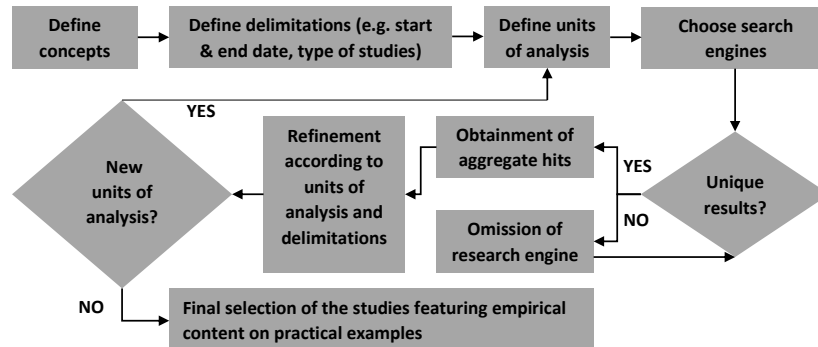 Define
concepts
Define delimitations (e.g. start
& end date, type of studies)
Define units
of analysis
Choose search
engines
YES
New
units of
analysis?
Refinement
according to
units of
analysis and
delimitations
Obtainment of
aggregate hits
YES
NO
Unique
results?
Omission of
research engine
NO
Final selection of the studies featuring empirical
content on practical examples